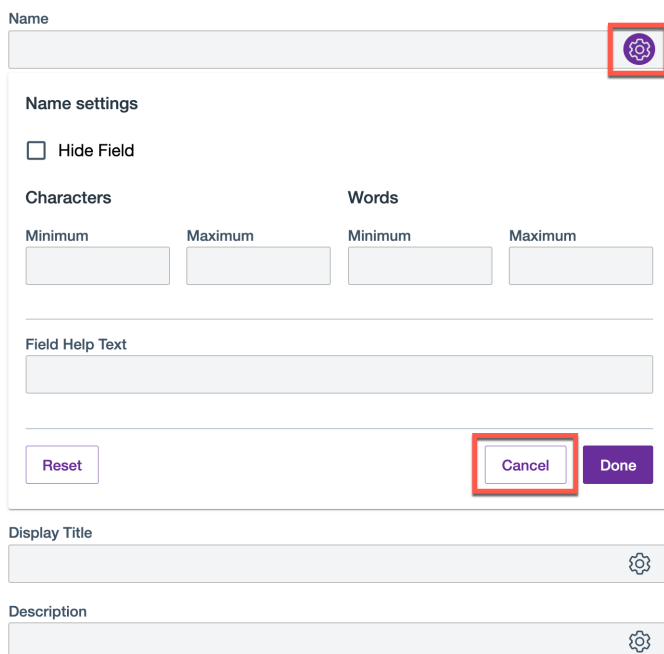 Name
Name settings
Hide Field
Characters Words
Minimum Maximum Minimum Maximum
Field Help Text
Reset Cancel Done
Display Title
Description